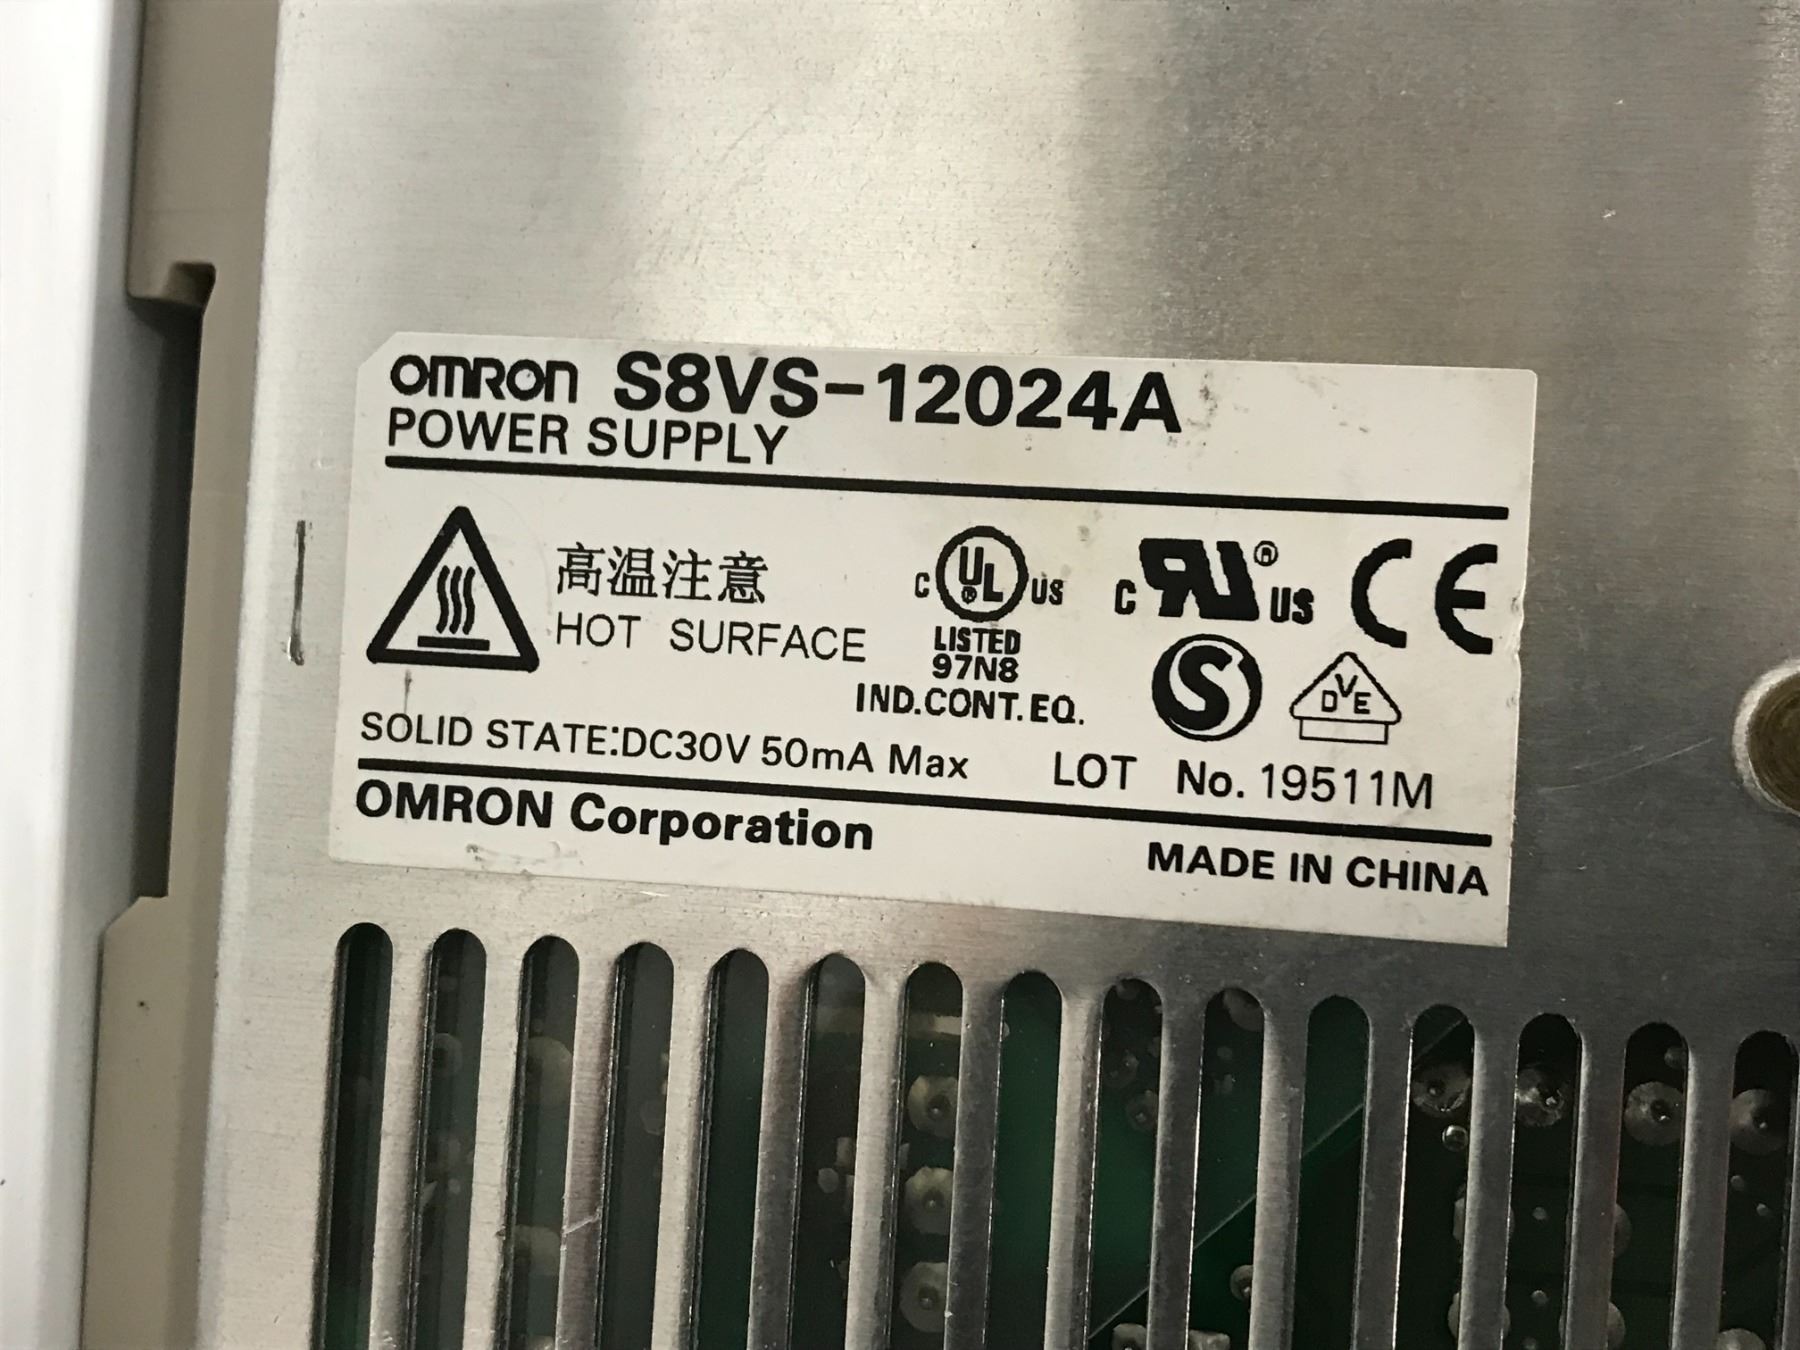 OMRON S8VS-12024A
POWER SUPPLY
高温注意
HOT SURFACE
C UL® US
LISTED
97N8
IND.CONT.EQ.
C RU® US
CE
S
DVE
SOLID STATE:DC30V 50mA Max
LOT No. 19511M
OMRON Corporation
MADE IN CHINA